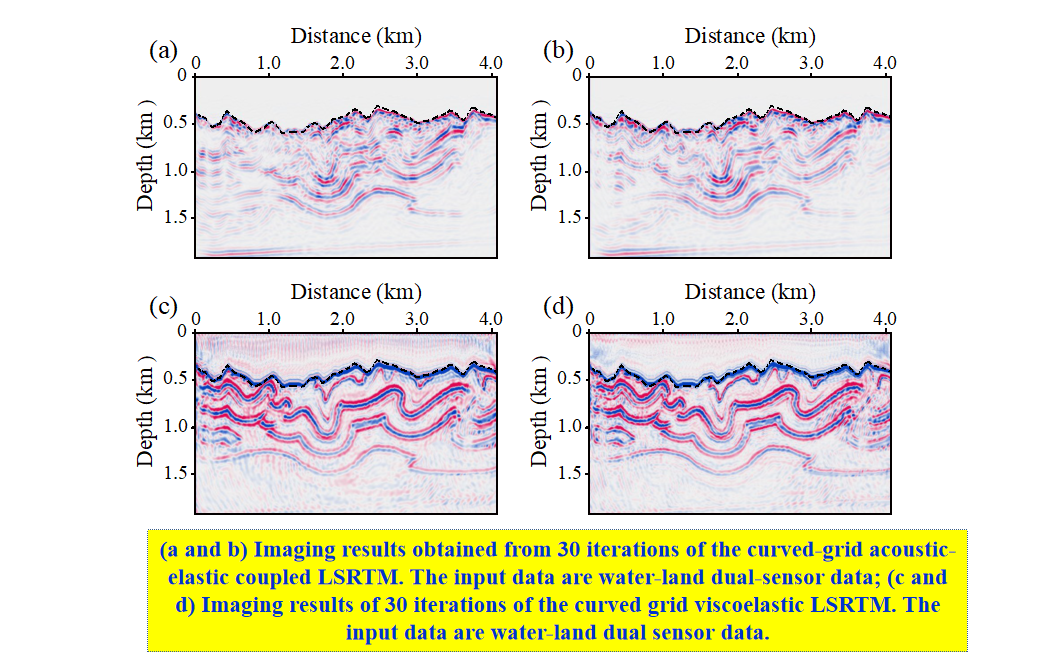 Distance (km)
Distance (km)
(a)
(b)
0 1.0 2.0 3.0 4.0
0 1.0 2.0 3.0 4.0
0
0.5
1.0
1.5
Depth (km )
0
0.5
1.0
1.5
Depth (km )
Distance (km)
Distance (km)
(c)
(d)
0 1.0 2.0 3.0 4.0
0 1.0 2.0 3.0 4.0
0
0.5
1.0
1.5
Depth (km )
0
0.5
1.0
1.5
Depth (km )
(a and b) Imaging results obtained from 30 iterations of the curved-grid acoustic-
elastic coupled LSRTM. The input data are water-land dual-sensor data; (c and
d) Imaging results of 30 iterations of the curved grid viscoelastic LSRTM. The
input data are water-land dual sensor data.